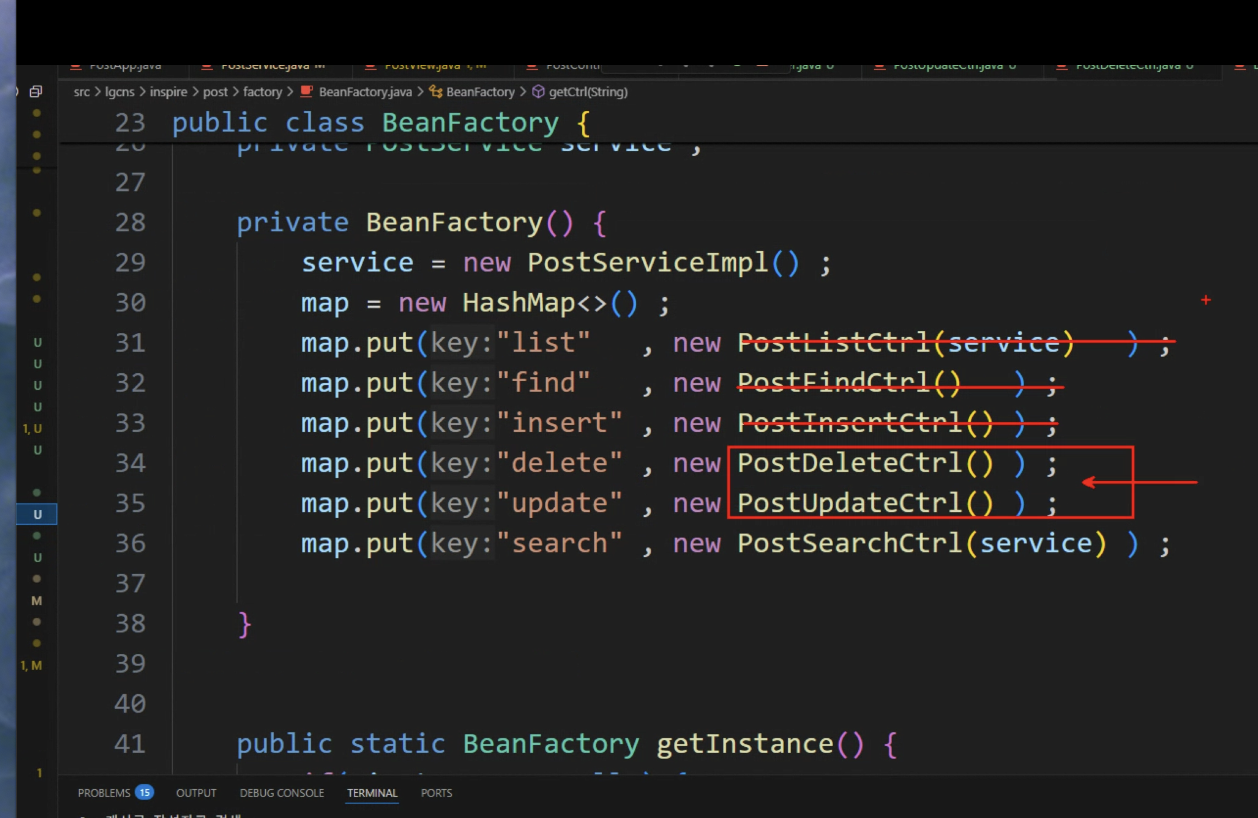 PostApp.java PostService.java M PostView.java 1, M PostContr r.java U PostUpdateCtrl.java U PostDeleteCtrl.java U
src > lgcns > inspire > post > factory > BeanFactory.java > BeanFactory > getCtrl(String)
23 public class BeanFactory {
26 private PostService service ;
27
28 private BeanFactory() {
29 service = new PostServiceImpl() ;
30 map = new HashMap<>() ;
31 map.put(key:"list" , new PostListCtrl(service) ) ;
32 map.put(key:"find" , new PostFindCtrl() ) ;
33 map.put(key:"insert" , new PostInsertCtrl() ) ;
34 map.put(key:"delete" , new PostDeleteCtrl() ) ;
35 map.put(key:"update" , new PostUpdateCtrl() ) ;
36 map.put(key:"search" , new PostSearchCtrl(service) ) ;
37
38 }
39
40
41 public static BeanFactory getInstance() {
U
U
U
U
1, U
U
U
U
M
1, M
1
PROBLEMS 15 OUTPUT DEBUG CONSOLE TERMINAL PORTS